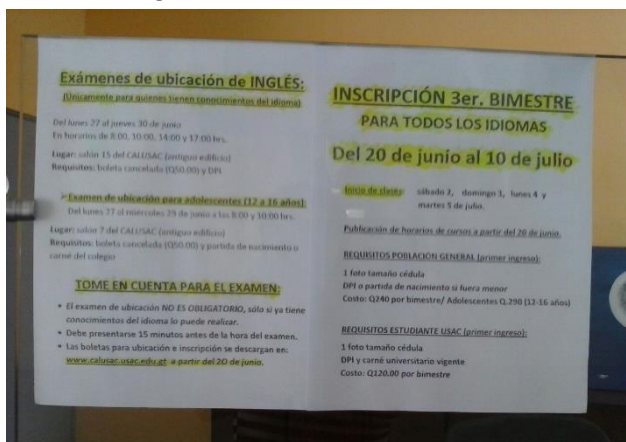 Exámenes de ubicación de INGLÉS:
(Únicamente para quienes tienen conocimientos del idioma)
Del lunes 27 al jueves 30 de junio
En horarios de 8:00, 10:00, 14:00 y 17:00 hrs.
Lugar: salón 15 del CALUSAC (antiguo edificio)
Requisitos: boleta cancelada (Q50.00) y DPI
➢Examen de ubicación para adolescentes (12 a 16 años):
Del lunes 27 al miercoles 29 de junio a las 8:00 y 10:00 hrs.
Lugar: salón 7 del CALUSAC (antiguo edificio)
Requisitos: boleta cancelada (Q50.00) y partida de nacimiento o
carné del colegio
TOME EN CUENTA PARA EL EXAMEN:
• El examen de ubicación NO ES OBLIGATORIO, sólo si ya tiene
conocimientos del idioma lo puede realizar.
• Debe presentarse 15 minutos antes de la hora del examen.
• Las boletas para ubicación e inscripción se descargan en:
www.calusac.usac.edu.gt a partir del 20 de junio.
INSCRIPCIÓN 3er. BIMESTRE
PARA TODOS LOS IDIOMAS
Del 20 de junio al 10 de julio
Inicio de clases: sábado 2, domingo 3, lunes 4 y
martes 5 de julio.
Publicación de horarios de cursos a partir del 20 de junio.
REQUISITOS POBLACIÓN GENERAL (primer ingreso):
1 foto tamaño cédula
DPI o partida de nacimiento si fuera menor
Costo: Q240 por bimestre/ Adolescentes Q.290 (12-16 años)
REQUISITOS ESTUDIANTE USAC (primer ingreso):
1 foto tamaño cédula
DPI y carné universitario vigente
Costo: Q120.00 por bimestre